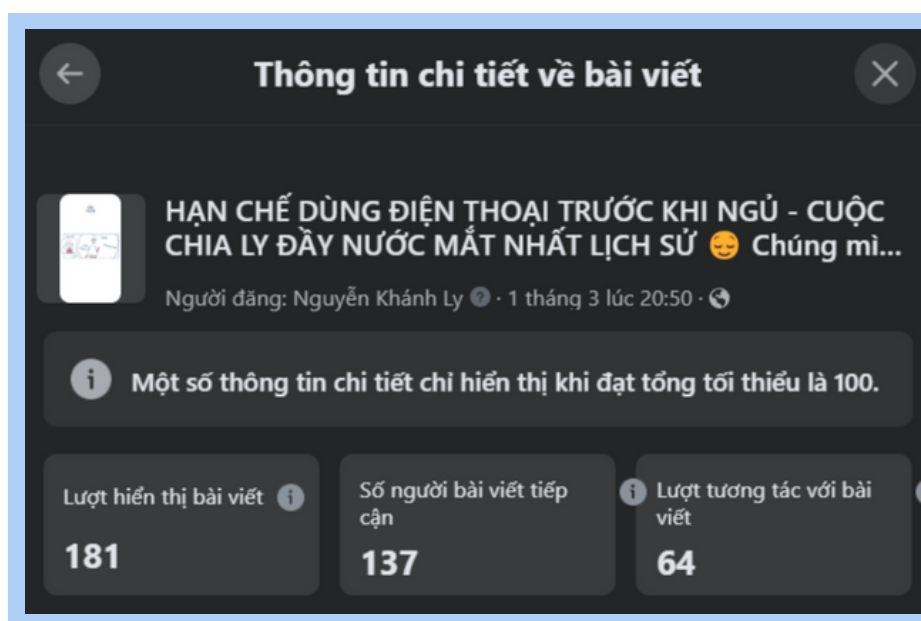 Thông tin chi tiết về bài viết
HẠN CHẾ DÙNG ĐIỆN THOẠI TRƯỚC KHI NGỦ - CUỘC
CHIA LY ĐẦY NƯỚC MẮT NHẤT LỊCH SỬ 😌 Chúng mì...
Người đăng: Nguyễn Khánh Ly · 1 tháng 3 lúc 20:50 ·
Một số thông tin chi tiết chỉ hiển thị khi đạt tổng tối thiểu là 100.
Lượt hiển thị bài viết
181
Số người bài viết tiếp
cận
137
Lượt tương tác với bài
viết
64